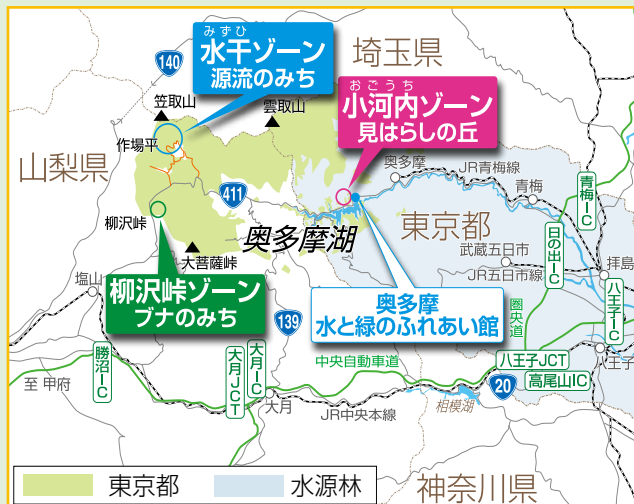 みずひ
水干ゾーン
源流のみち
140
埼玉県
笠取山
雲取山
おごうち
小河内ゾーン
見はらしの丘
作場平
山梨県
奥多摩
JR青梅線
青梅
青梅IC
411
柳沢峠
奥多摩湖
東京都
日の出IC
武蔵五日市
拝島
大菩薩峠
JR五日市線
塩山
柳沢峠ゾーン
ブナのみち
奥多摩
水と緑のふれあい館
圏央道
八王子IC
139
勝沼IC
大月JCT
大月IC
中央自動車道
八王子JCT
王子
至 甲府
高尾山IC
20
大月
JR中央本線
相模湖
東京都
水源林
神奈川県